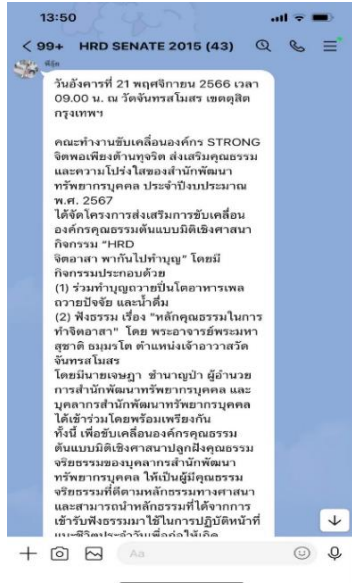 13:50
99+ HRD SENATE 2015 (43)
วันอังคารที่ 21 พฤศจิกายน 2566 เวลา
09.00 น. ณ วัดจันทรสโมสร เขตดุสิต
กรุงเทพฯ
คณะทำงานขับเคลื่อนองค์กร STRONG
จิตพอเพียงต้านทุจริต ส่งเสริมคุณธรรม
และความโปร่งใสของสำนักพัฒนา
ทรัพยากรบุคคล ประจำปีงบประมาณ
พ.ศ. 2567
ได้จัดโครงการส่งเสริมการขับเคลื่อน
องค์กรคุณธรรมต้นแบบมิติเชิงศาสนา
กิจกรรม "HRD
จิตอาสา พากันไปทำบุญ" โดยมี
กิจกรรมประกอบด้วย
(1) ร่วมทำบุญถวายปิ่นโตอาหารเพล
ถวายปัจจัย และน้ำดื่ม
(2) ฟังธรรม เรื่อง "หลักคุณธรรมในการ
ทำจิตอาสา" โดย พระอาจารย์พระมหา
สุชาติ ธมฺมรโต ตำแหน่งเจ้าอาวาสวัด
จันทรสโมสร
โดยมีนายเจษฎา ชำนาญป่า ผู้อำนวย
การสำนักพัฒนาทรัพยากรบุคคล และ
บุคลากรสำนักพัฒนาทรัพยากรบุคคล
ได้เข้าร่วมโดยพร้อมเพรียงกัน
ทั้งนี้ เพื่อขับเคลื่อนองค์กรคุณธรรม
ต้นแบบมิติเชิงศาสนาปลูกฝังคุณธรรม
จริยธรรมของบุคลากรสำนักพัฒนา
ทรัพยากรบุคคล ให้เป็นผู้มีคุณธรรม
จริยธรรมที่ดีตามหลักธรรมทางศาสนา
และสามารถนำหลักธรรมที่ได้จากการ
เข้ารับฟังธรรมมาใช้ในการปฏิบัติหน้าที่
และชีวิตประจำวันเพื่อก่อให้เกิด
Aa